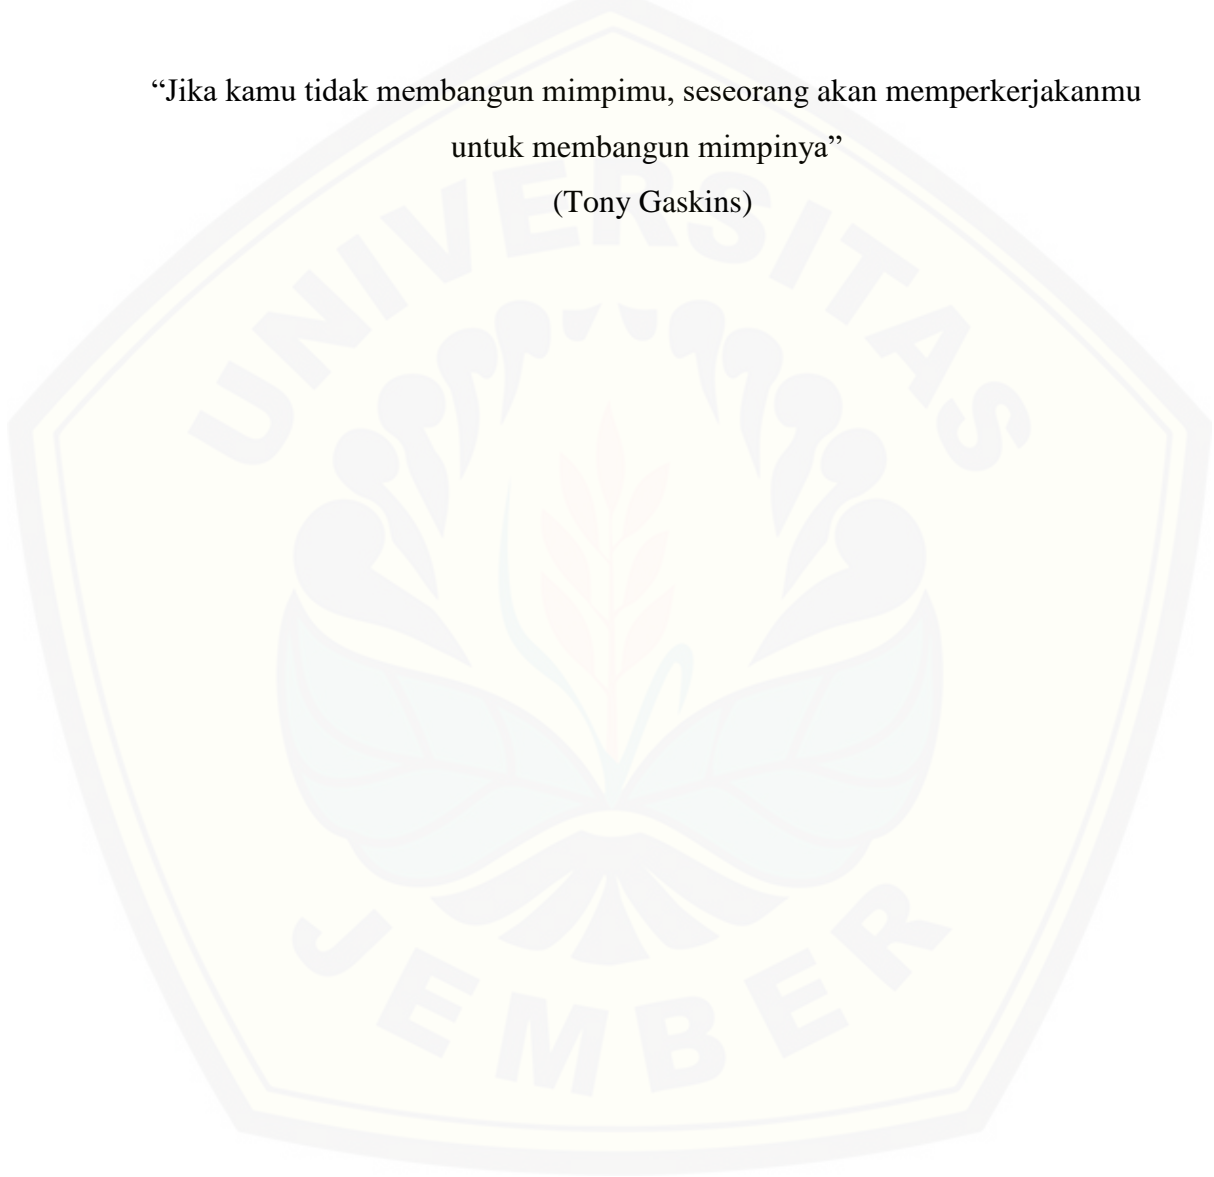 “Jika kamu tidak membangun mimpimu, seseorang akan memperkerjakanmu
untuk membangun mimpinya”
(Tony Gaskins)
UNIVERSITAS
JEMBER